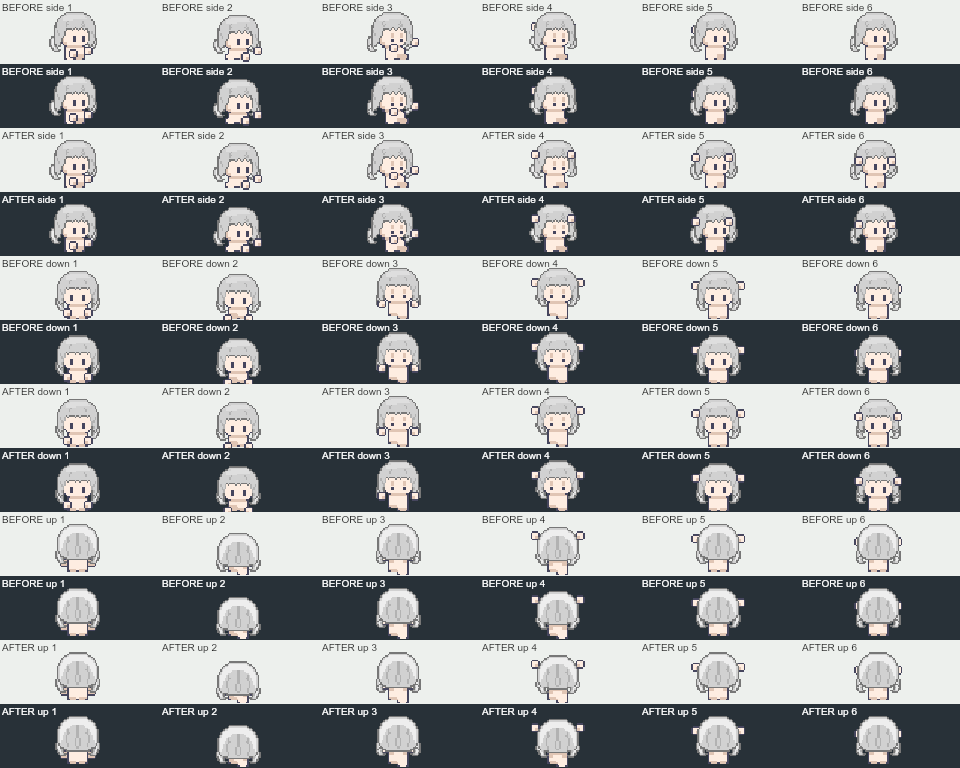 BEFORE side 1 BEFORE side 2 BEFORE side 3 BEFORE side 4 BEFORE side 5 BEFORE side 6
BEFORE side 1 BEFORE side 2 BEFORE side 3 BEFORE side 4 BEFORE side 5 BEFORE side 6
AFTER side 1 AFTER side 2 AFTER side 3 AFTER side 4 AFTER side 5 AFTER side 6
AFTER side 1 AFTER side 2 AFTER side 3 AFTER side 4 AFTER side 5 AFTER side 6
BEFORE down 1 BEFORE down 2 BEFORE down 3 BEFORE down 4 BEFORE down 5 BEFORE down 6
BEFORE down 1 BEFORE down 2 BEFORE down 3 BEFORE down 4 BEFORE down 5 BEFORE down 6
AFTER down 1 AFTER down 2 AFTER down 3 AFTER down 4 AFTER down 5 AFTER down 6
AFTER down 1 AFTER down 2 AFTER down 3 AFTER down 4 AFTER down 5 AFTER down 6
BEFORE up 1 BEFORE up 2 BEFORE up 3 BEFORE up 4 BEFORE up 5 BEFORE up 6
BEFORE up 1 BEFORE up 2 BEFORE up 3 BEFORE up 4 BEFORE up 5 BEFORE up 6
AFTER up 1 AFTER up 2 AFTER up 3 AFTER up 4 AFTER up 5 AFTER up 6
AFTER up 1 AFTER up 2 AFTER up 3 AFTER up 4 AFTER up 5 AFTER up 6